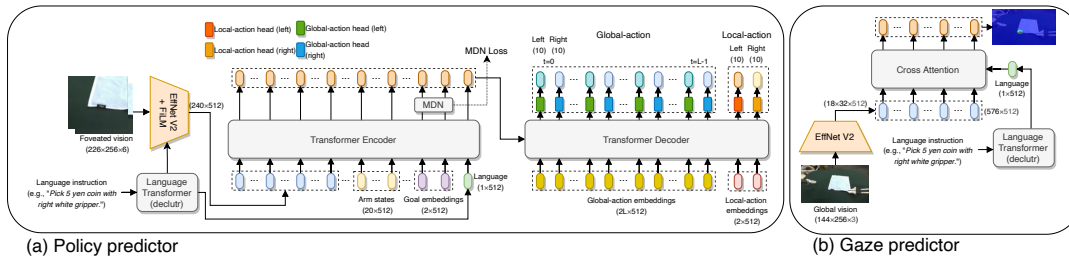 Local-action head (left)
Global-action head (left)
Local-action head (right)
Global-action head
(right)
MDN Loss
Global-action
Local-action
Left Right
(10) (10)
t=0
t=L-1
Left Right
(10) (10)
EffNet V2
+ FiLM
(240×512)
Foveated vision
(226×256×6)
MDN
Transformer Encoder
Transformer Decoder
Language instruction
(e.g., "Pick 5 yen coin with
right white gripper.")
Language
Transformer
(declutr)
Arm states
(20×512)
Goal embeddings
(2×512)
Language
(1×512)
Global-action embeddings
(2L×512)
Local-action
embeddings
(2×512)
(a) Policy predictor
Cross Attention
Language
(1×512)
(18×32×512)
(576×512)
EffNet V2
Language instruction
(e.g., "Pick 5 yen coin with
right white gripper.")
Language
Transformer
(declutr)
Global vision
(144×256×3)
(b) Gaze predictor